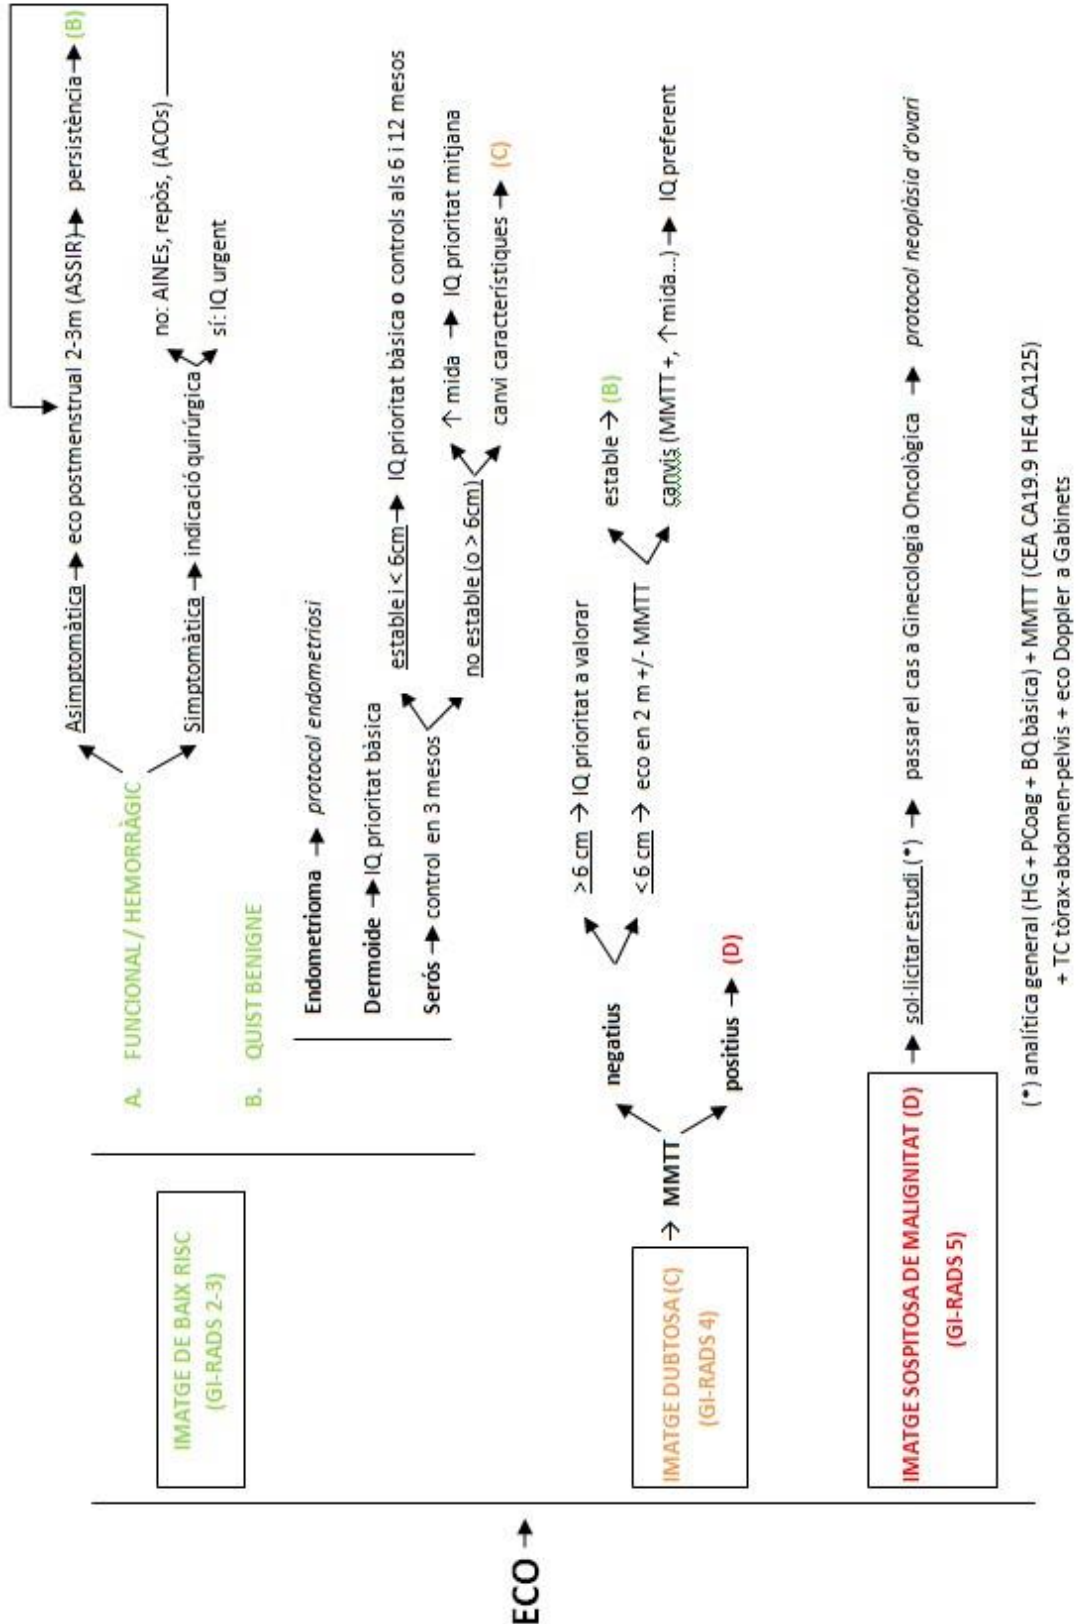 ECO →
IMATGE DE BAIX RISC
(GI-RADS 2-3)
A. FUNCIONAL / HEMORRÀGIC
Asimptomàtica → eco postmenstrual 2-3m (ASSIR) → persistència → (B)
Simptomàtica → indicació quirúrgica
no: AINEs, repòs, (ACOs)
sí: IQ urgent
B. QUIST BENIGNE
Endometrioma → protocol endometriosi
Dermoide → IQ prioritat bàsica
Serós → control en 3 mesos
estable i < 6cm → IQ prioritat bàsica o controls als 6 i 12 mesos
no estable (o > 6cm)
↑ mida → IQ prioritat mitjana
canvi característiques → (C)
IMATGE DUBTOSA (C)
(GI-RADS 4)
→ MMTT
negatius
> 6 cm → IQ prioritat a valorar
< 6 cm → eco en 2 m +/- MMTT
estable → (B)
canvis (MMTT +, ↑mida...) → IQ preferent
positius → (D)
IMATGE SOSPITOSA DE MALIGNITAT (D)
(GI-RADS 5)
→ sol·licitar estudi (*) → passar el cas a Ginecologia Oncològica → protocol neoplàsia d'ovari
(*) analítica general (HG + PCoag + BQ bàsica) + MMTT (CEA CA19.9 HE4 CA125)
+ TC tòrax-abdomen-pelvis + eco Doppler a Gabinets